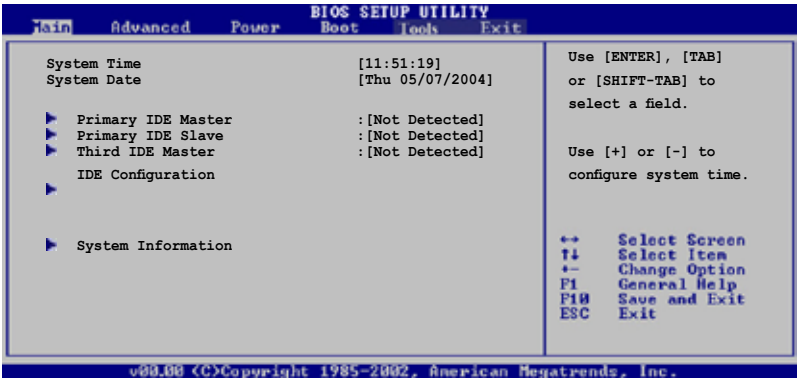 BIOS SETUP UTILITY
Main Advanced Power Boot Tools Exit
System Time [11:51:19]
System Date [Thu 05/07/2004]
Primary IDE Master :[Not Detected]
Primary IDE Slave :[Not Detected]
Third IDE Master :[Not Detected]
IDE Configuration
System Information
Use [ENTER], [TAB]
or [SHIFT-TAB] to
select a field.
Use [+] or [-] to
configure system time.
↔ Select Screen
↑↓ Select Item
+- Change Option
F1 General Help
F10 Save and Exit
ESC Exit
v00.00 (C)Copyright 1985-2002, American Megatrends, Inc.